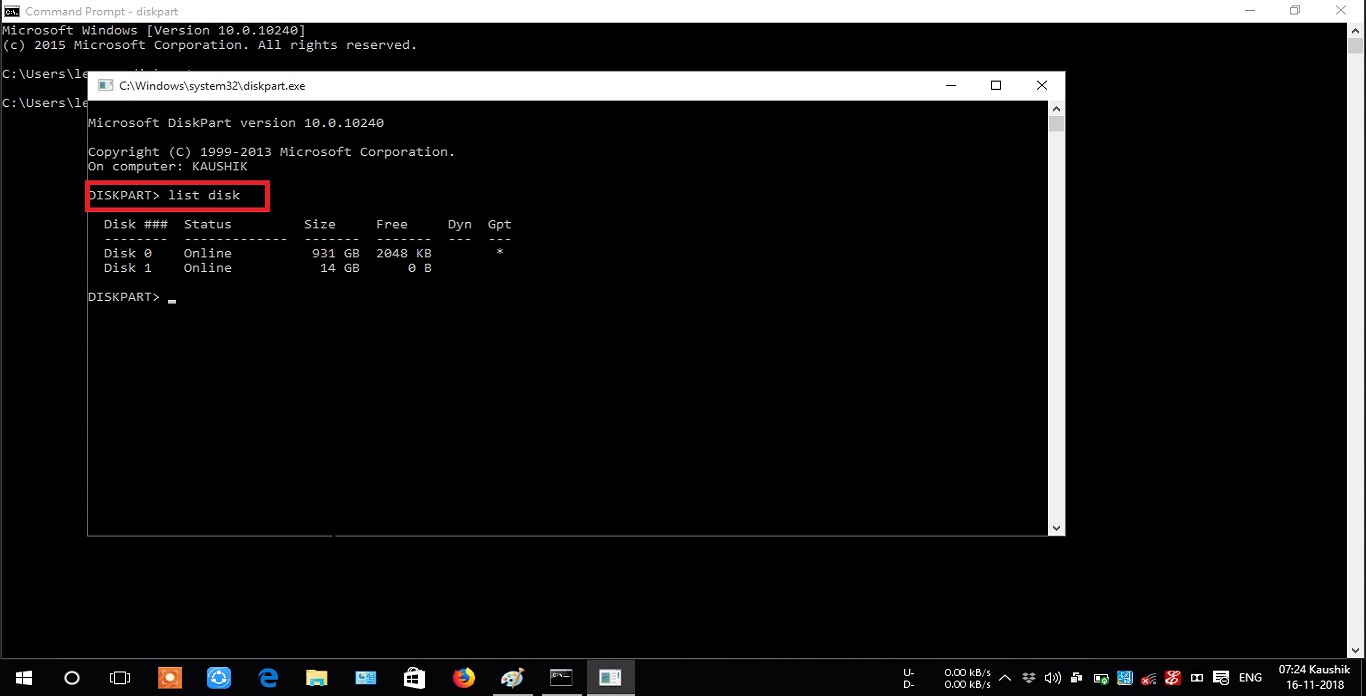 Command Prompt - diskpart
Microsoft Windows [Version 10.0.10240]
(c) 2015 Microsoft Corporation. All rights reserved.
C:\Users\le
C:\Users\le
C:\Windows\system32\diskpart.exe
Microsoft DiskPart version 10.0.10240
Copyright (C) 1999-2013 Microsoft Corporation.
On computer: KAUSHIK
DISKPART> list disk
Disk ### Status Size Free Dyn Gpt
-------- ------------- ------- ------- --- ---
Disk 0 Online 931 GB 2048 KB *
Disk 1 Online 14 GB 0 B
DISKPART>
U- 0.00 kB/s
D- 0.00 kB/s
ENG
07:24 Kaushik
16-11-2018